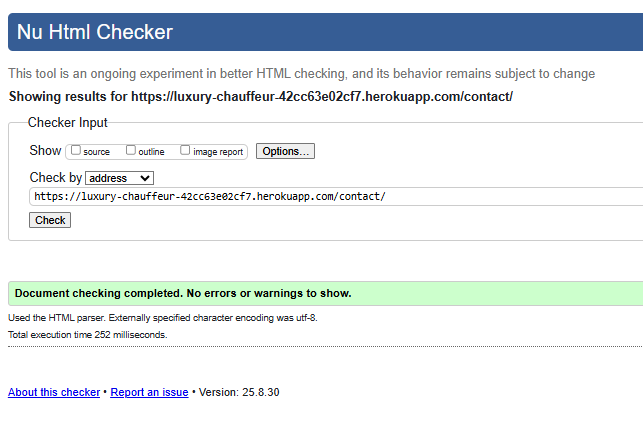 Nu Html Checker
This tool is an ongoing experiment in better HTML checking, and its behavior remains subject to change
Showing results for https://luxury-chauffeur-42cc63e02cf7.herokuapp.com/contact/
Checker Input
Show source outline image report Options...
Check by address
https://luxury-chauffeur-42cc63e02cf7.herokuapp.com/contact/
Check
Document checking completed. No errors or warnings to show.
Used the HTML parser. Externally specified character encoding was utf-8.
Total execution time 252 milliseconds.
About this checker • Report an issue • Version: 25.8.30